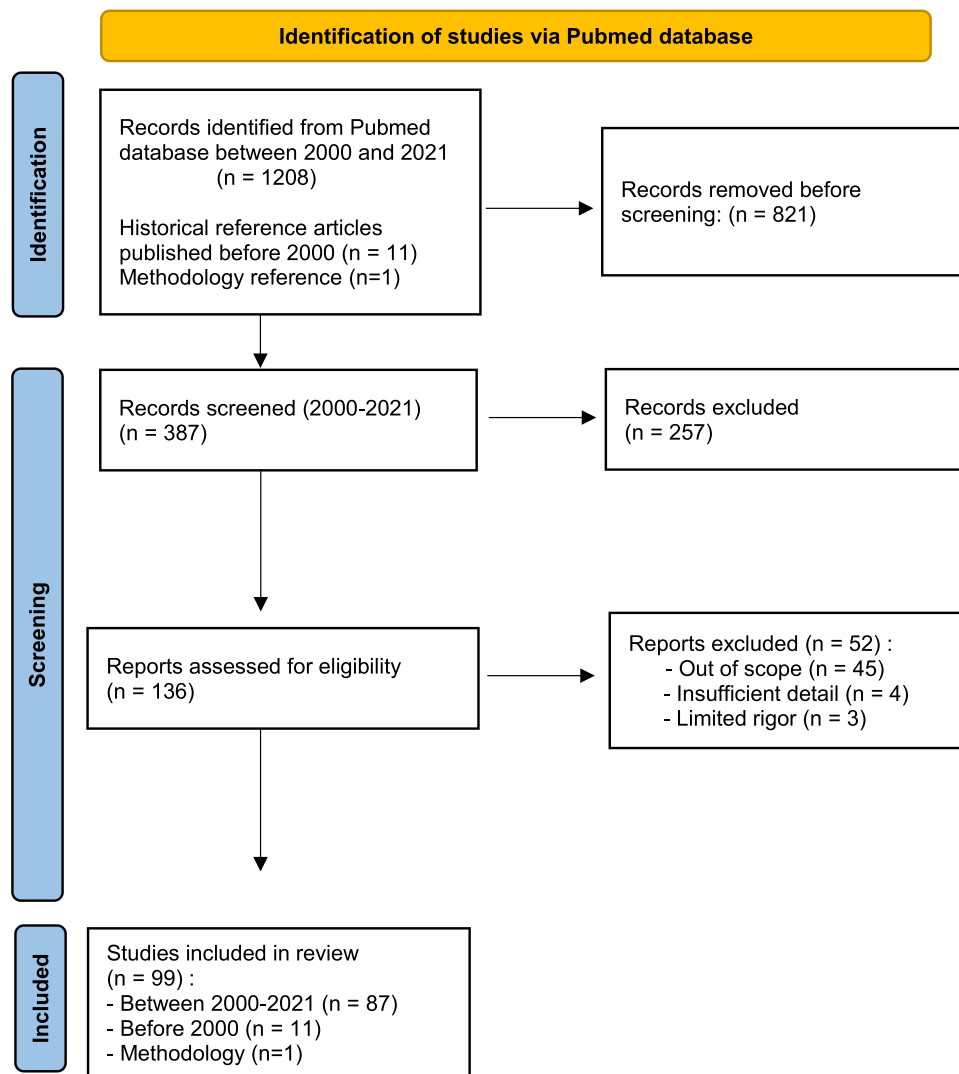 Identification of studies via Pubmed database
Identification
Records identified from Pubmed
database between 2000 and 2021
(n = 1208)
Historical reference articles
published before 2000 (n = 11)
Methodology reference (n=1)
Records removed before
screening: (n = 821)
Screening
Records screened (2000-2021)
(n = 387)
Records excluded
(n = 257)
Reports assessed for eligibility
(n = 136)
Reports excluded (n = 52) :
- Out of scope (n = 45)
- Insufficient detail (n = 4)
- Limited rigor (n = 3)
Included
Studies included in review
(n = 99) :
- Between 2000-2021 (n = 87)
- Before 2000 (n = 11)
- Methodology (n=1)